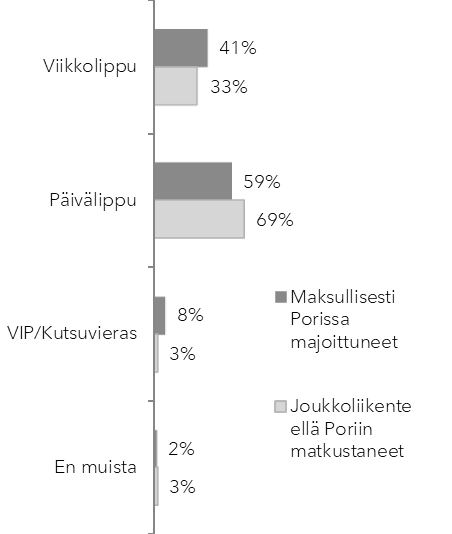 Viikkolippu
41%
33%
Päivälippu
59%
69%
VIP/Kutsuvieras
8%
3%
En muista
2%
3%
Maksullisesti
Porissa
majoittuneet
Joukkoliikente
ellä Poriin
matkustaneet